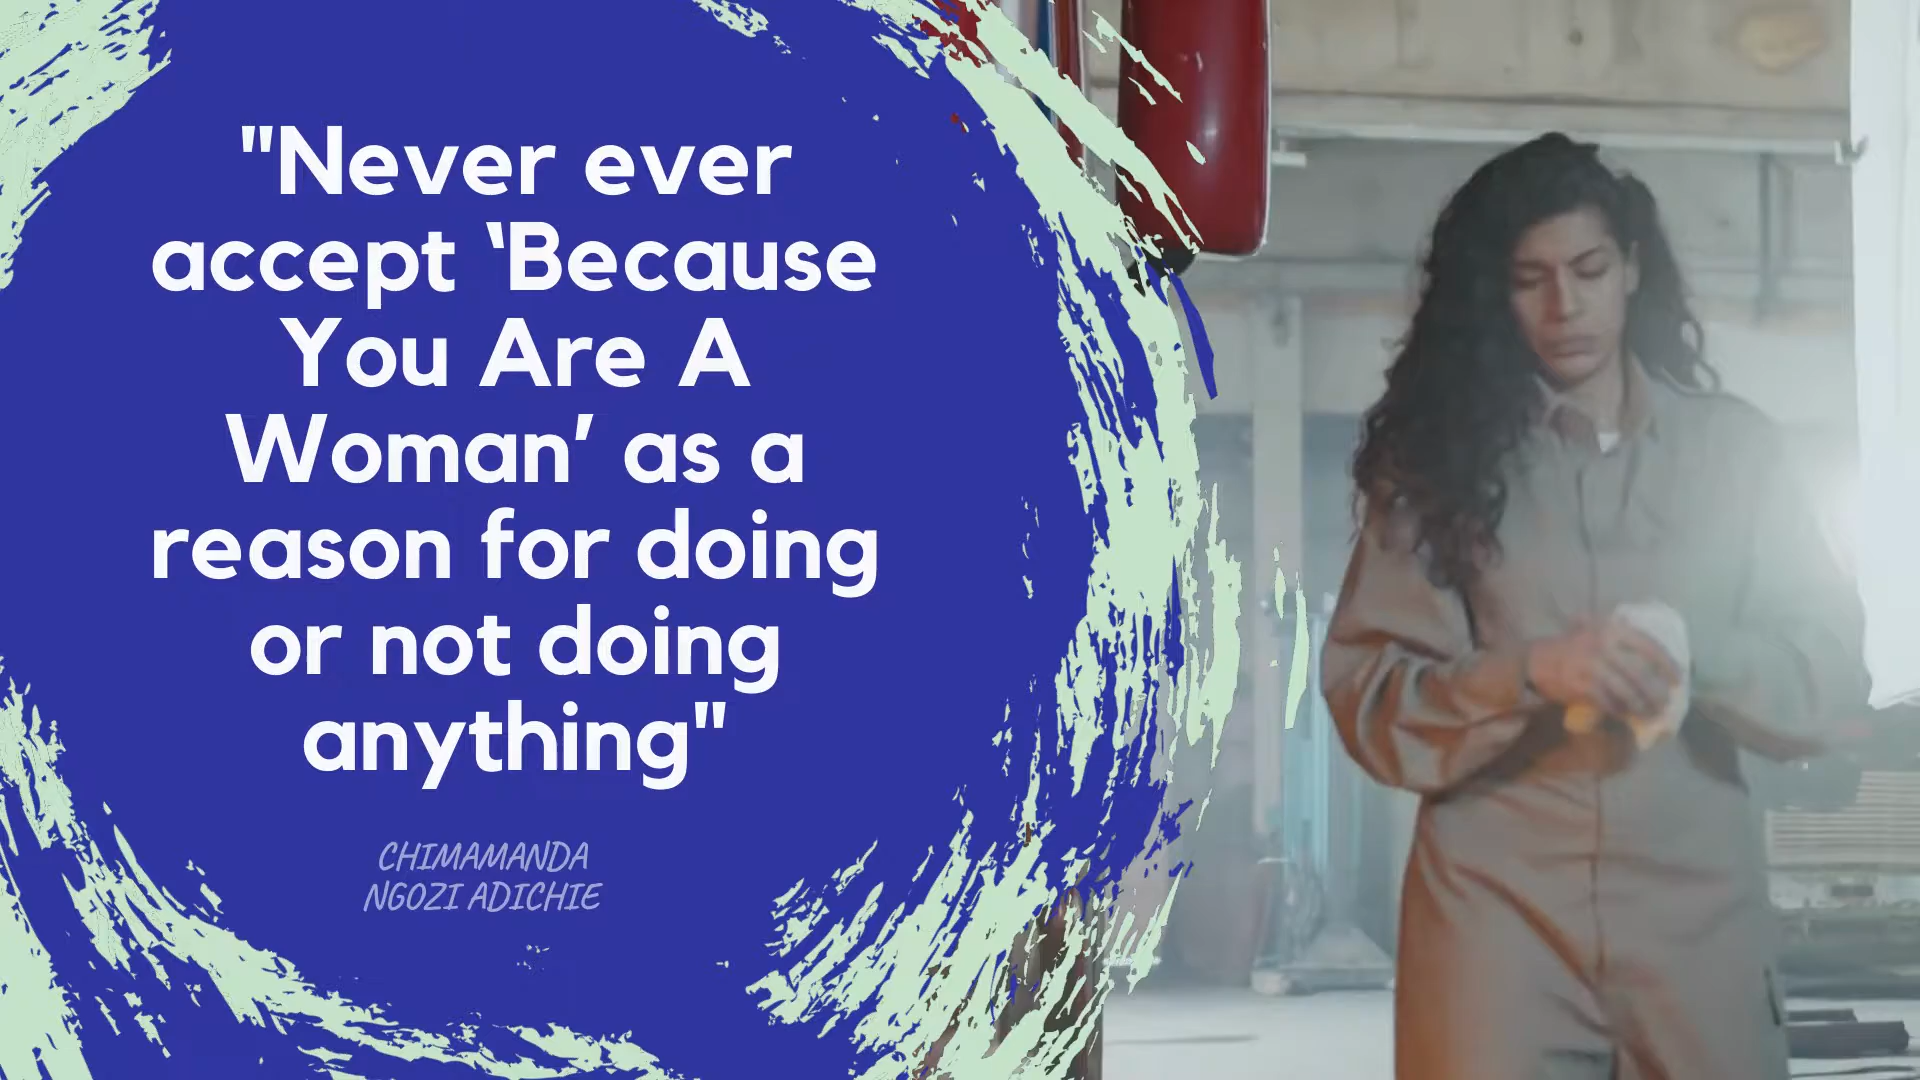 "Never ever
accept ‘Because
You Are A
Woman’ as a
reason for doing
or not doing
anything"
CHIMAMANDA
NGOZI ADICHIE